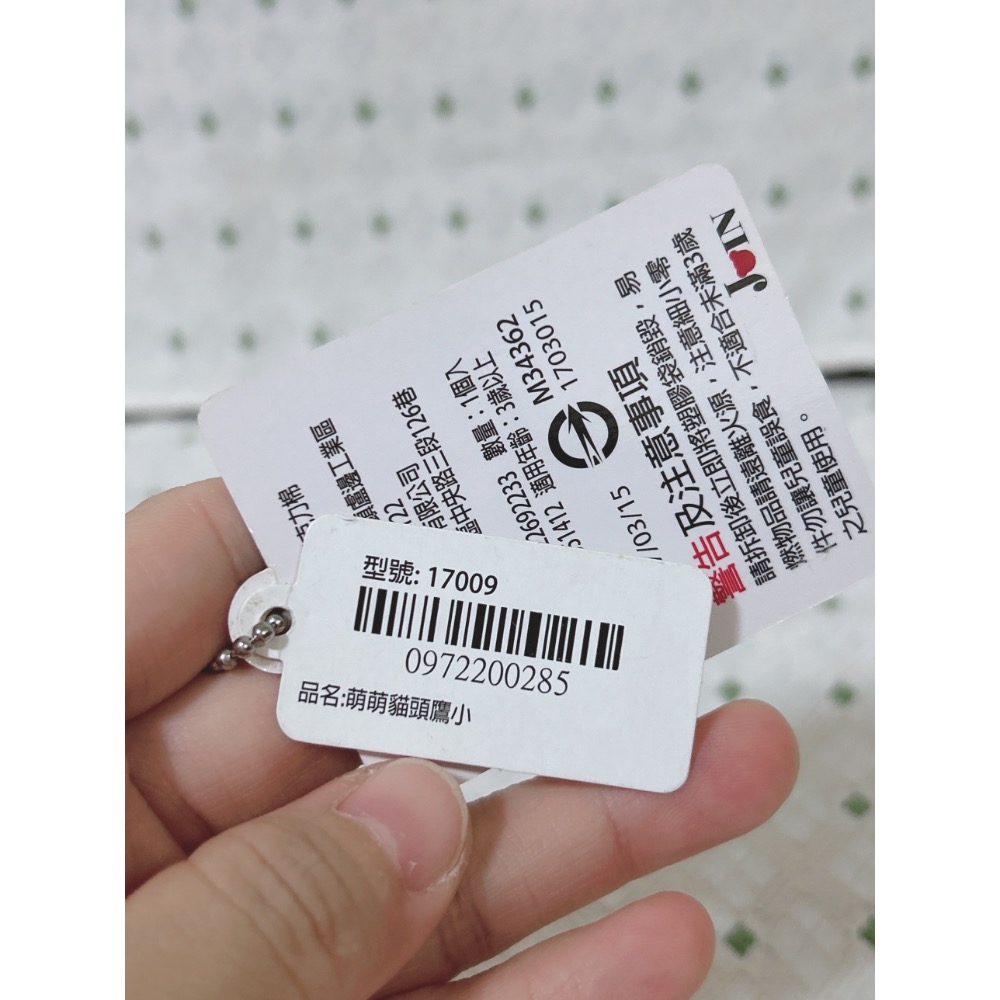 型號: 17009
0972200285
品名:萌萌貓頭鷹小
JOIN
工業區
有限公司
中央路三段126巷
2269233 數量:1個入
51412 適用年齡:3歲以上
M34362
1703015
/03/15
警告及注意事項
請拆卸後立即將塑膠袋銷毀,易
燃物品請遠離火源,注意細小零
件勿讓兒童誤食,不適合未滿3歲
之兒童使用。